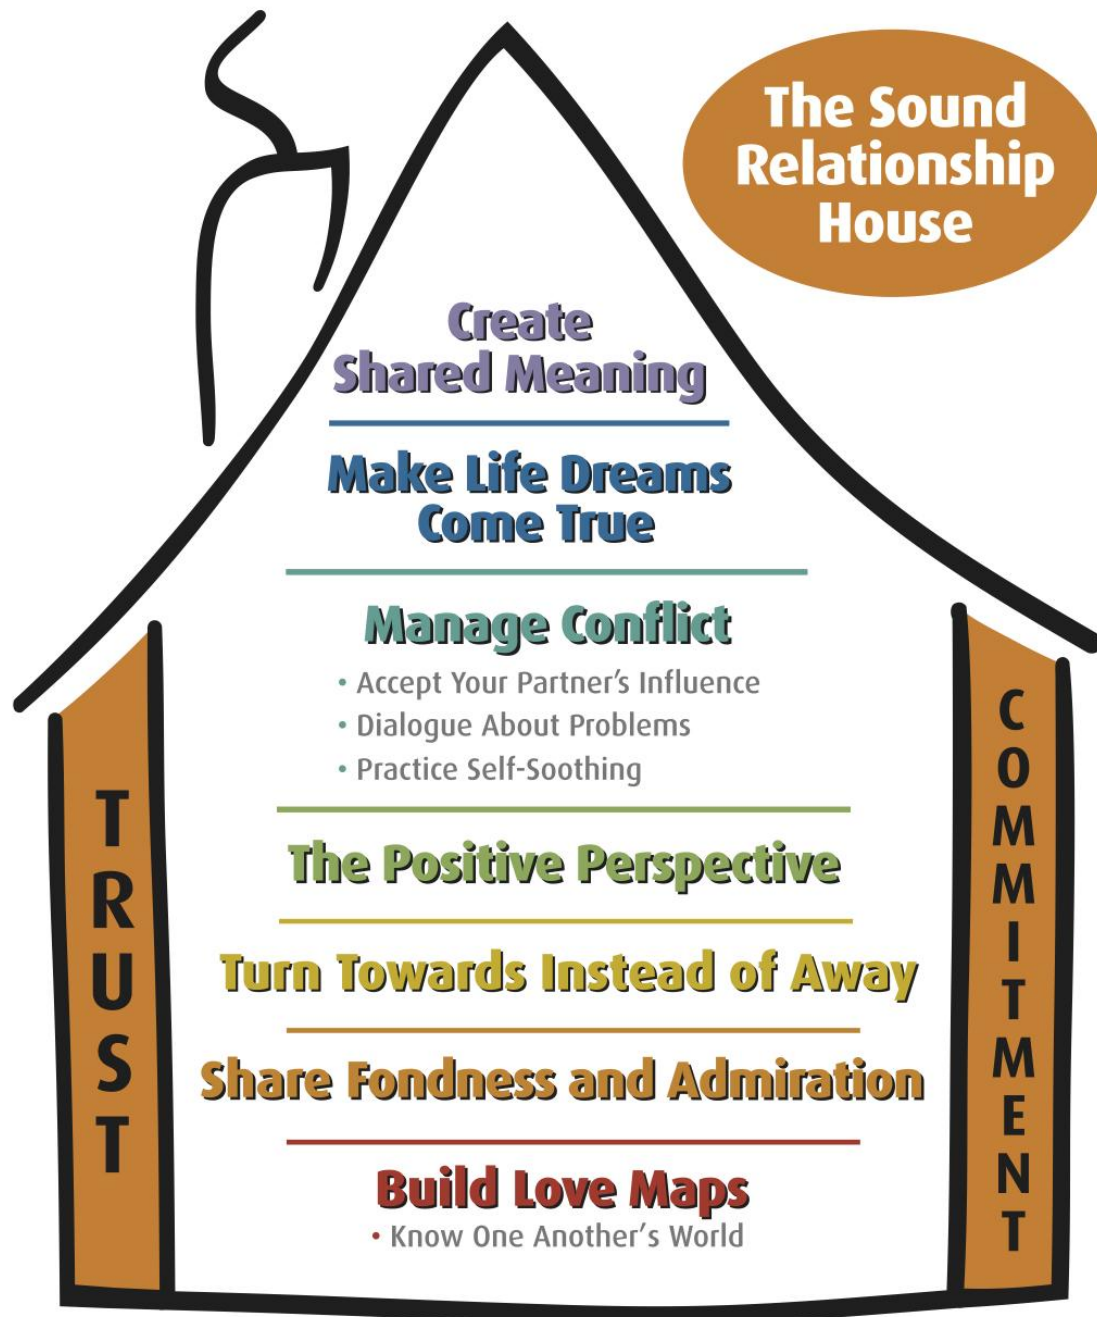 The Sound
Relationship
House
Create
Shared Meaning
Make Life Dreams
Come True
Manage Conflict
• Accept Your Partner's Influence
• Dialogue About Problems
• Practice Self-Soothing
The Positive Perspective
Turn Towards Instead of Away
Share Fondness and Admiration
Build Love Maps
• Know One Another's World
TRUST
COMMITMENT